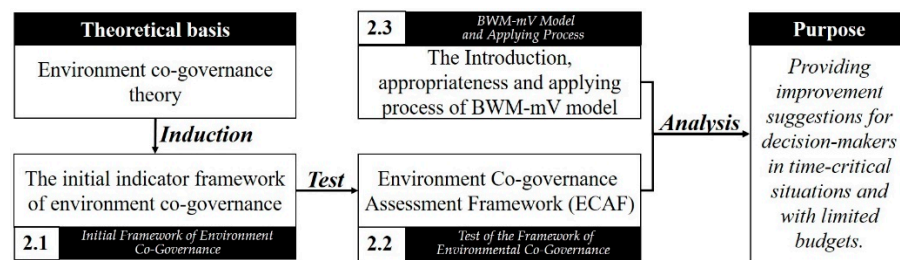 Theoretical basis
Environment co-governance
theory
Induction
The initial indicator framework
of environment co-governance
2.1
Initial Framework of Environment
Co-Governance
Test
2.3
BWM-mV Model
and Applying Process
The Introduction,
appropriateness and applying
process of BWM-mV model
Environment Co-governance
Assessment Framework (ECAF)
2.2
Test of the Framework of
Environmental Co-Governance
Analysis
Purpose
Providing
improvement
suggestions for
decision-makers
in time-critical
situations and
with limited
budgets.